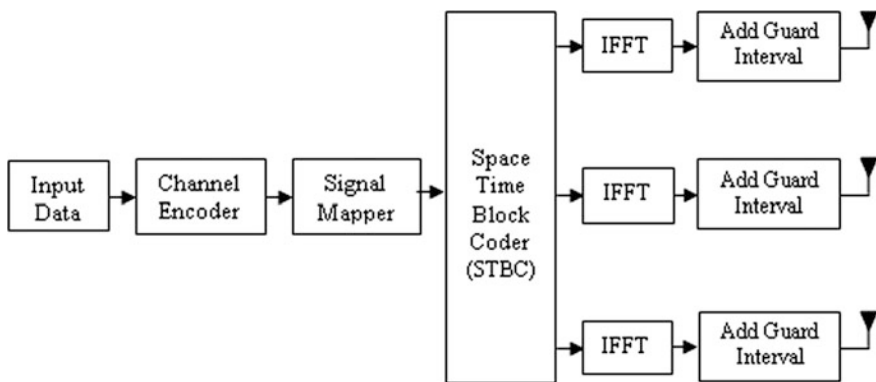 Input
Data
Channel
Encoder
Signal
Mapper
Space
Time
Block
Coder
(STBC)
IFFT
Add Guard
Interval
IFFT
Add Guard
Interval
IFFT
Add Guard
Interval